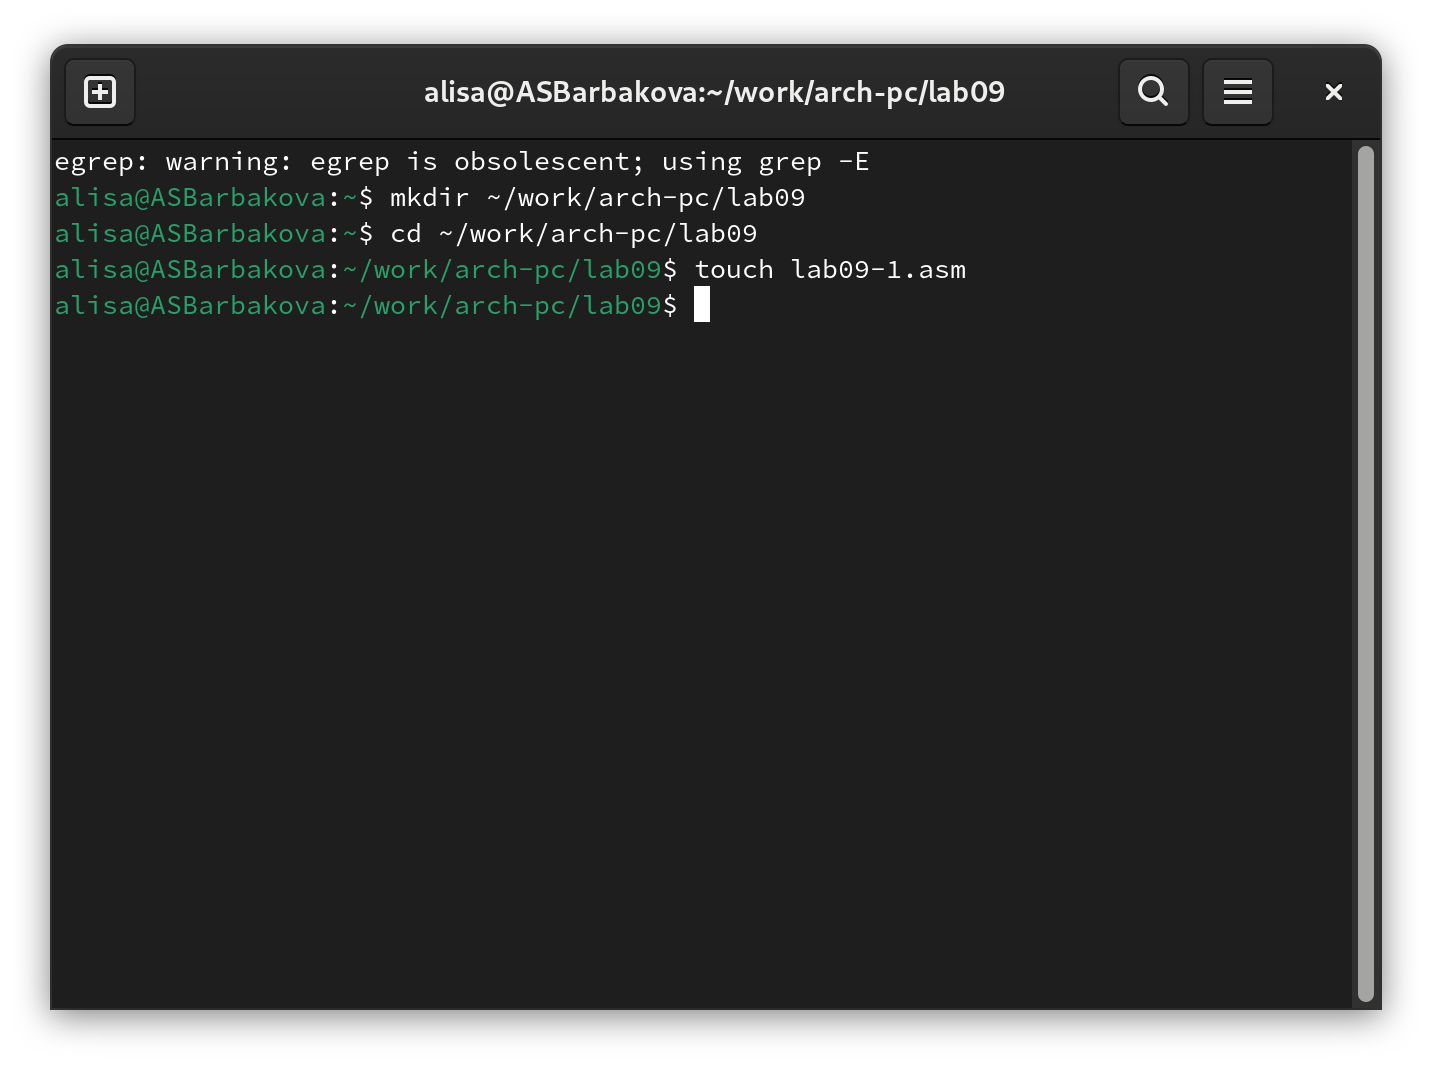 alisa@ASBarbakova:~/work/arch-pc/lab09
egrep: warning: egrep is obsolescent; using grep -E
alisa@ASBarbakova:~$ mkdir ~/work/arch-pc/lab09
alisa@ASBarbakova:~$ cd ~/work/arch-pc/lab09
alisa@ASBarbakova:~/work/arch-pc/lab09$ touch lab09-1.asm
alisa@ASBarbakova:~/work/arch-pc/lab09$